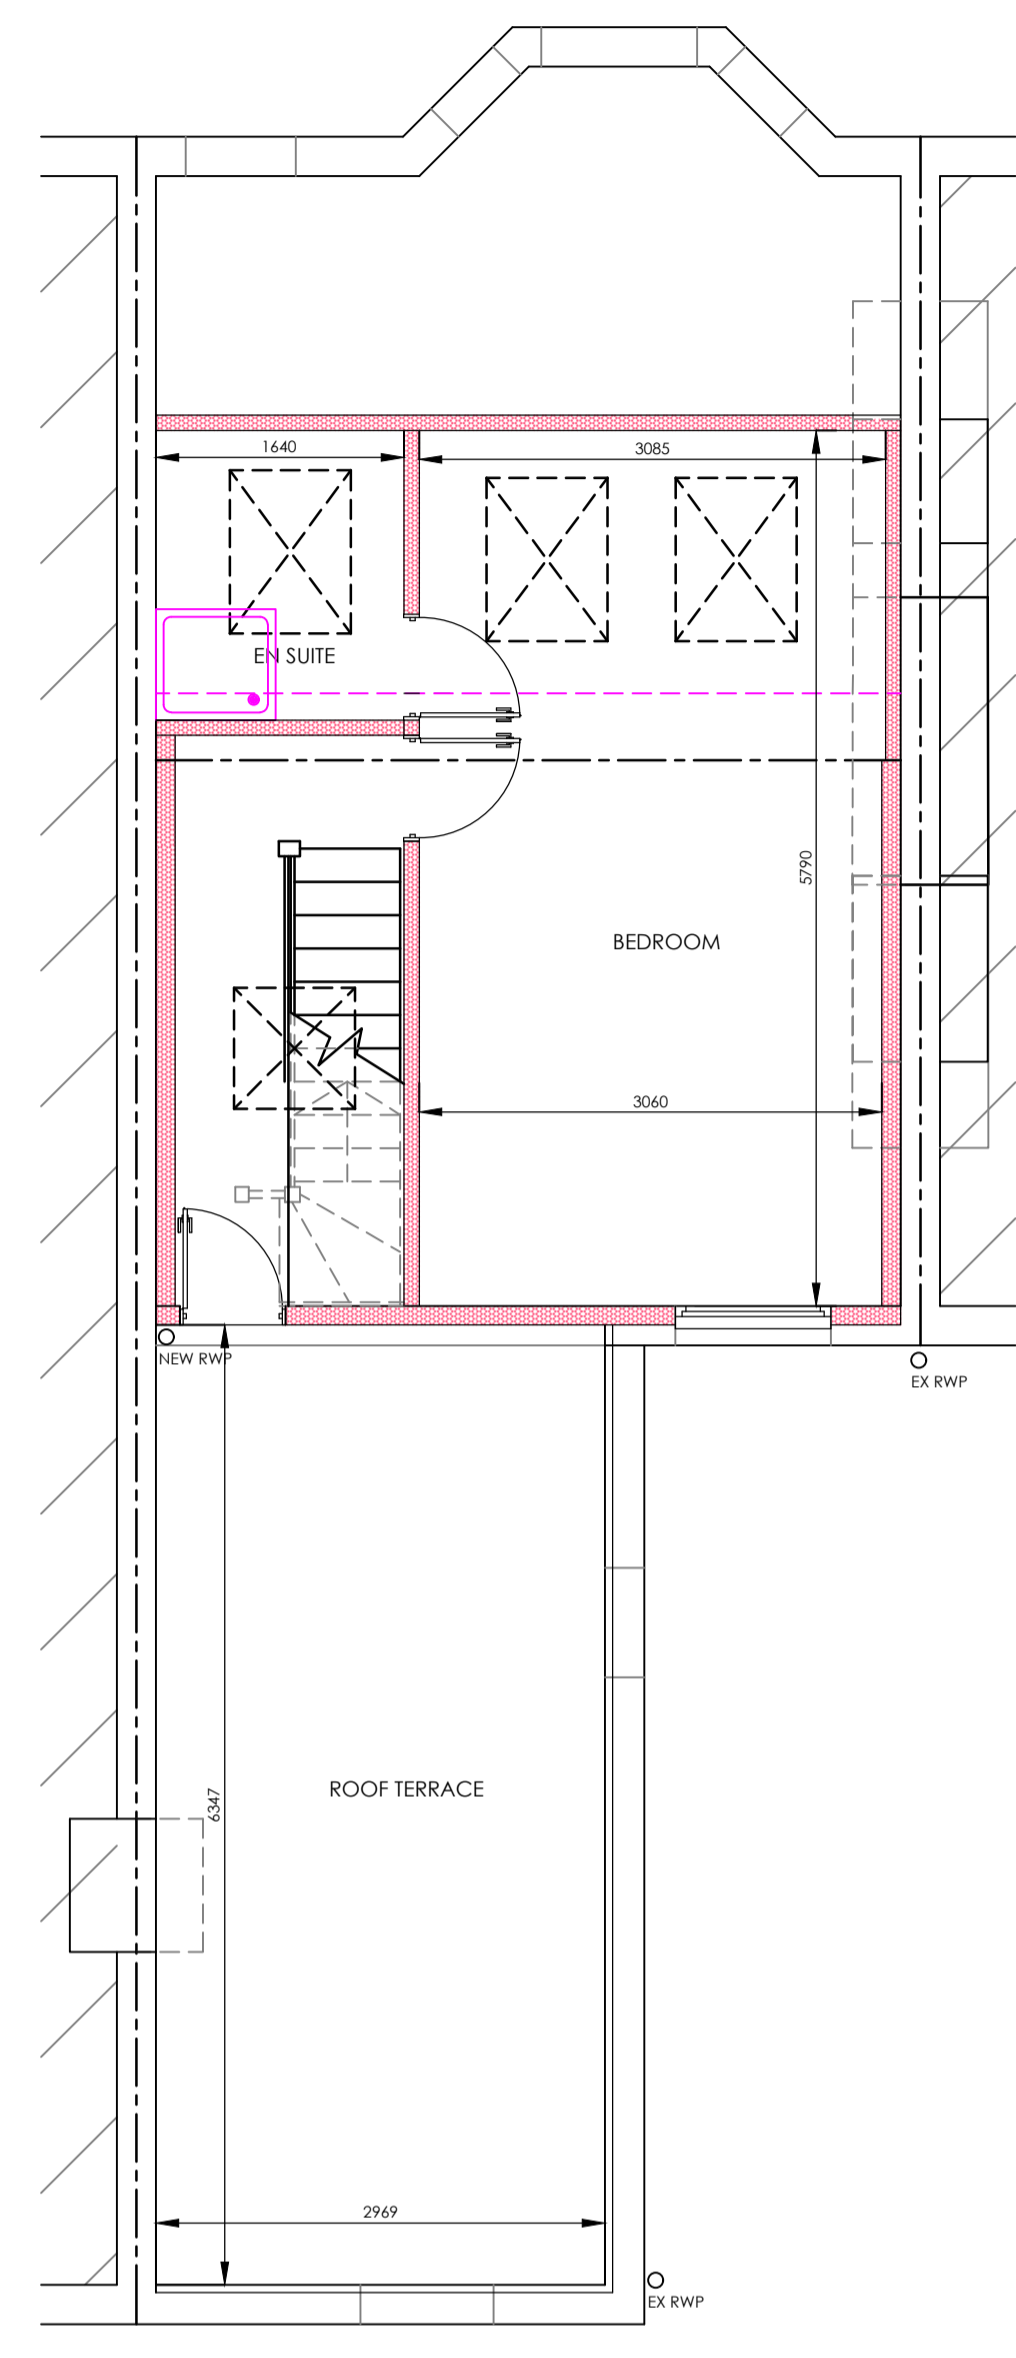 1640
3085
EN SUITE
5790
BEDROOM
3060
NEW RWP
EX RWP
ROOF TERRACE
6347
2969
EX RWP